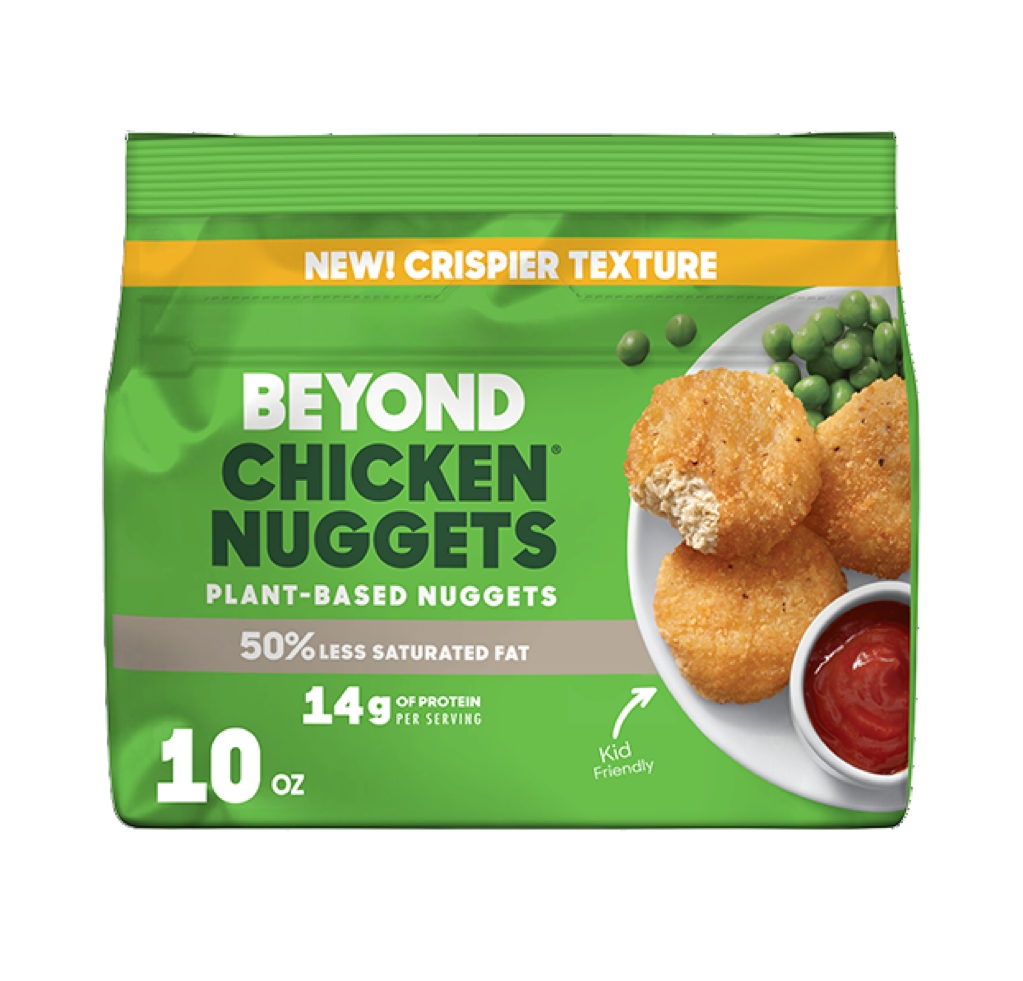 NEW! CRISPIER TEXTURE
BEYOND
CHICKEN®
NUGGETS
PLANT-BASED NUGGETS
50% LESS SATURATED FAT
14g OF PROTEIN
PER SERVING
10 OZ
Kid
Friendly